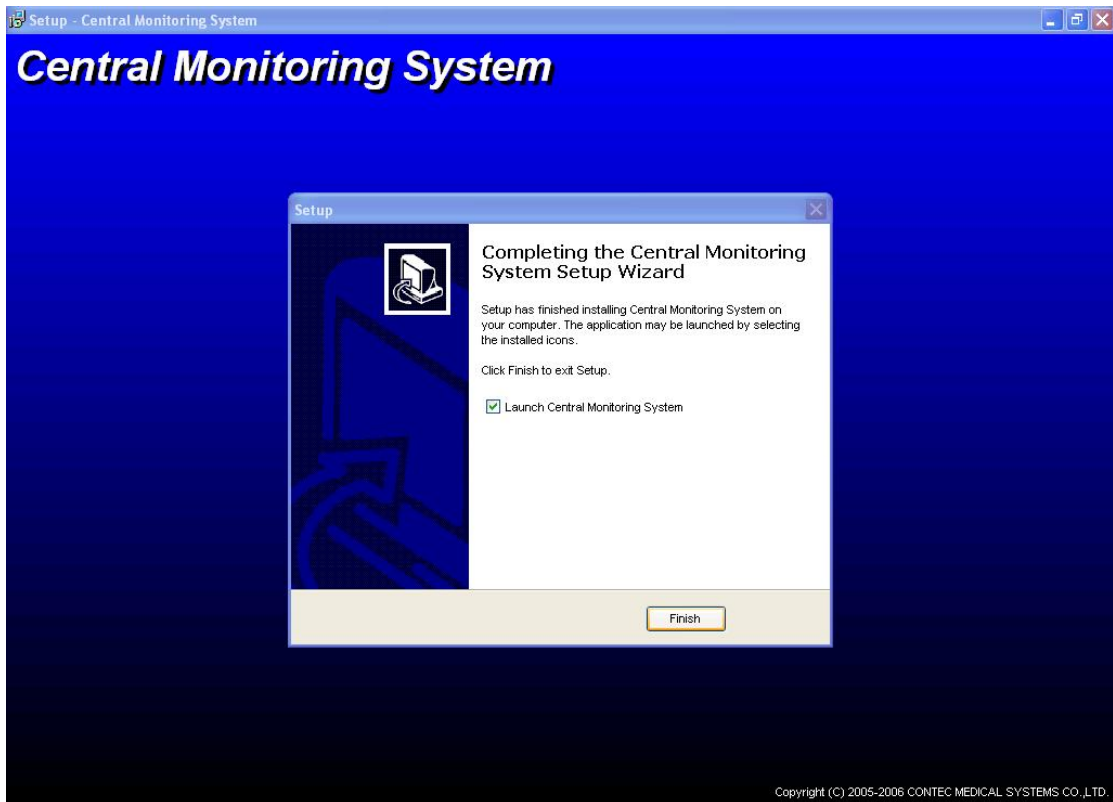 Setup - Central Monitoring System
Central Monitoring System
Setup
Completing the Central Monitoring
System Setup Wizard
Setup has finished installing Central Monitoring System on
your computer. The application may be launched by selecting
the installed icons.
Click Finish to exit Setup.
Launch Central Monitoring System
Finish
Copyright (C) 2005-2006 CONTEC MEDICAL SYSTEMS CO.,LTD.